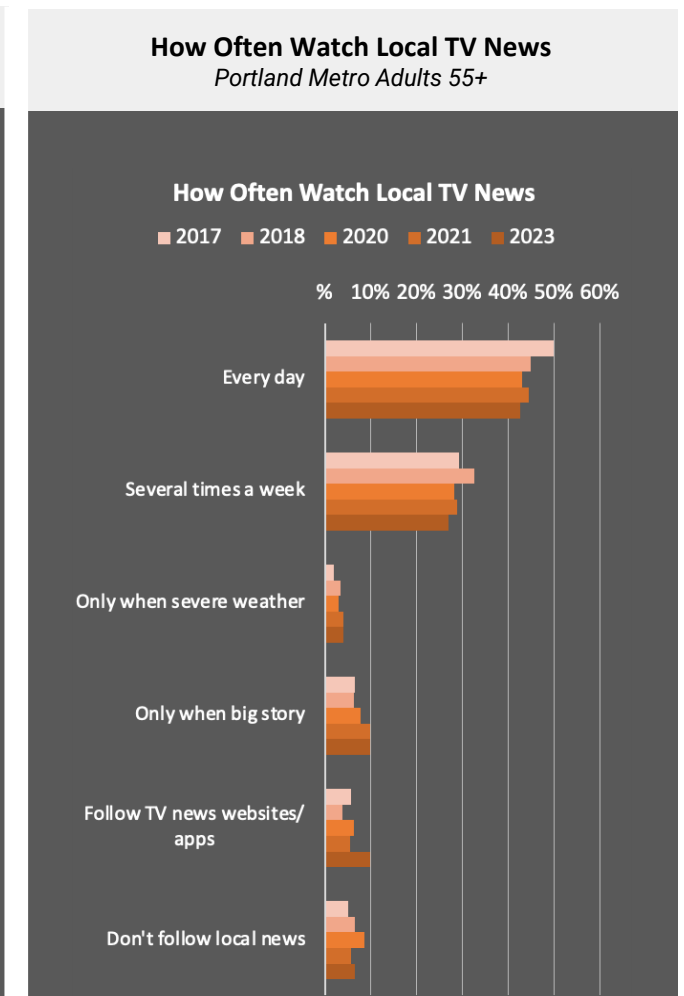 How Often Watch Local TV News
Portland Metro Adults 55+
How Often Watch Local TV News
2017 2018 2020 2021 2023
% 10% 20% 30% 40% 50% 60%
Every day
Several times a week
Only when severe weather
Only when big story
Follow TV news websites/
apps
Don't follow local news